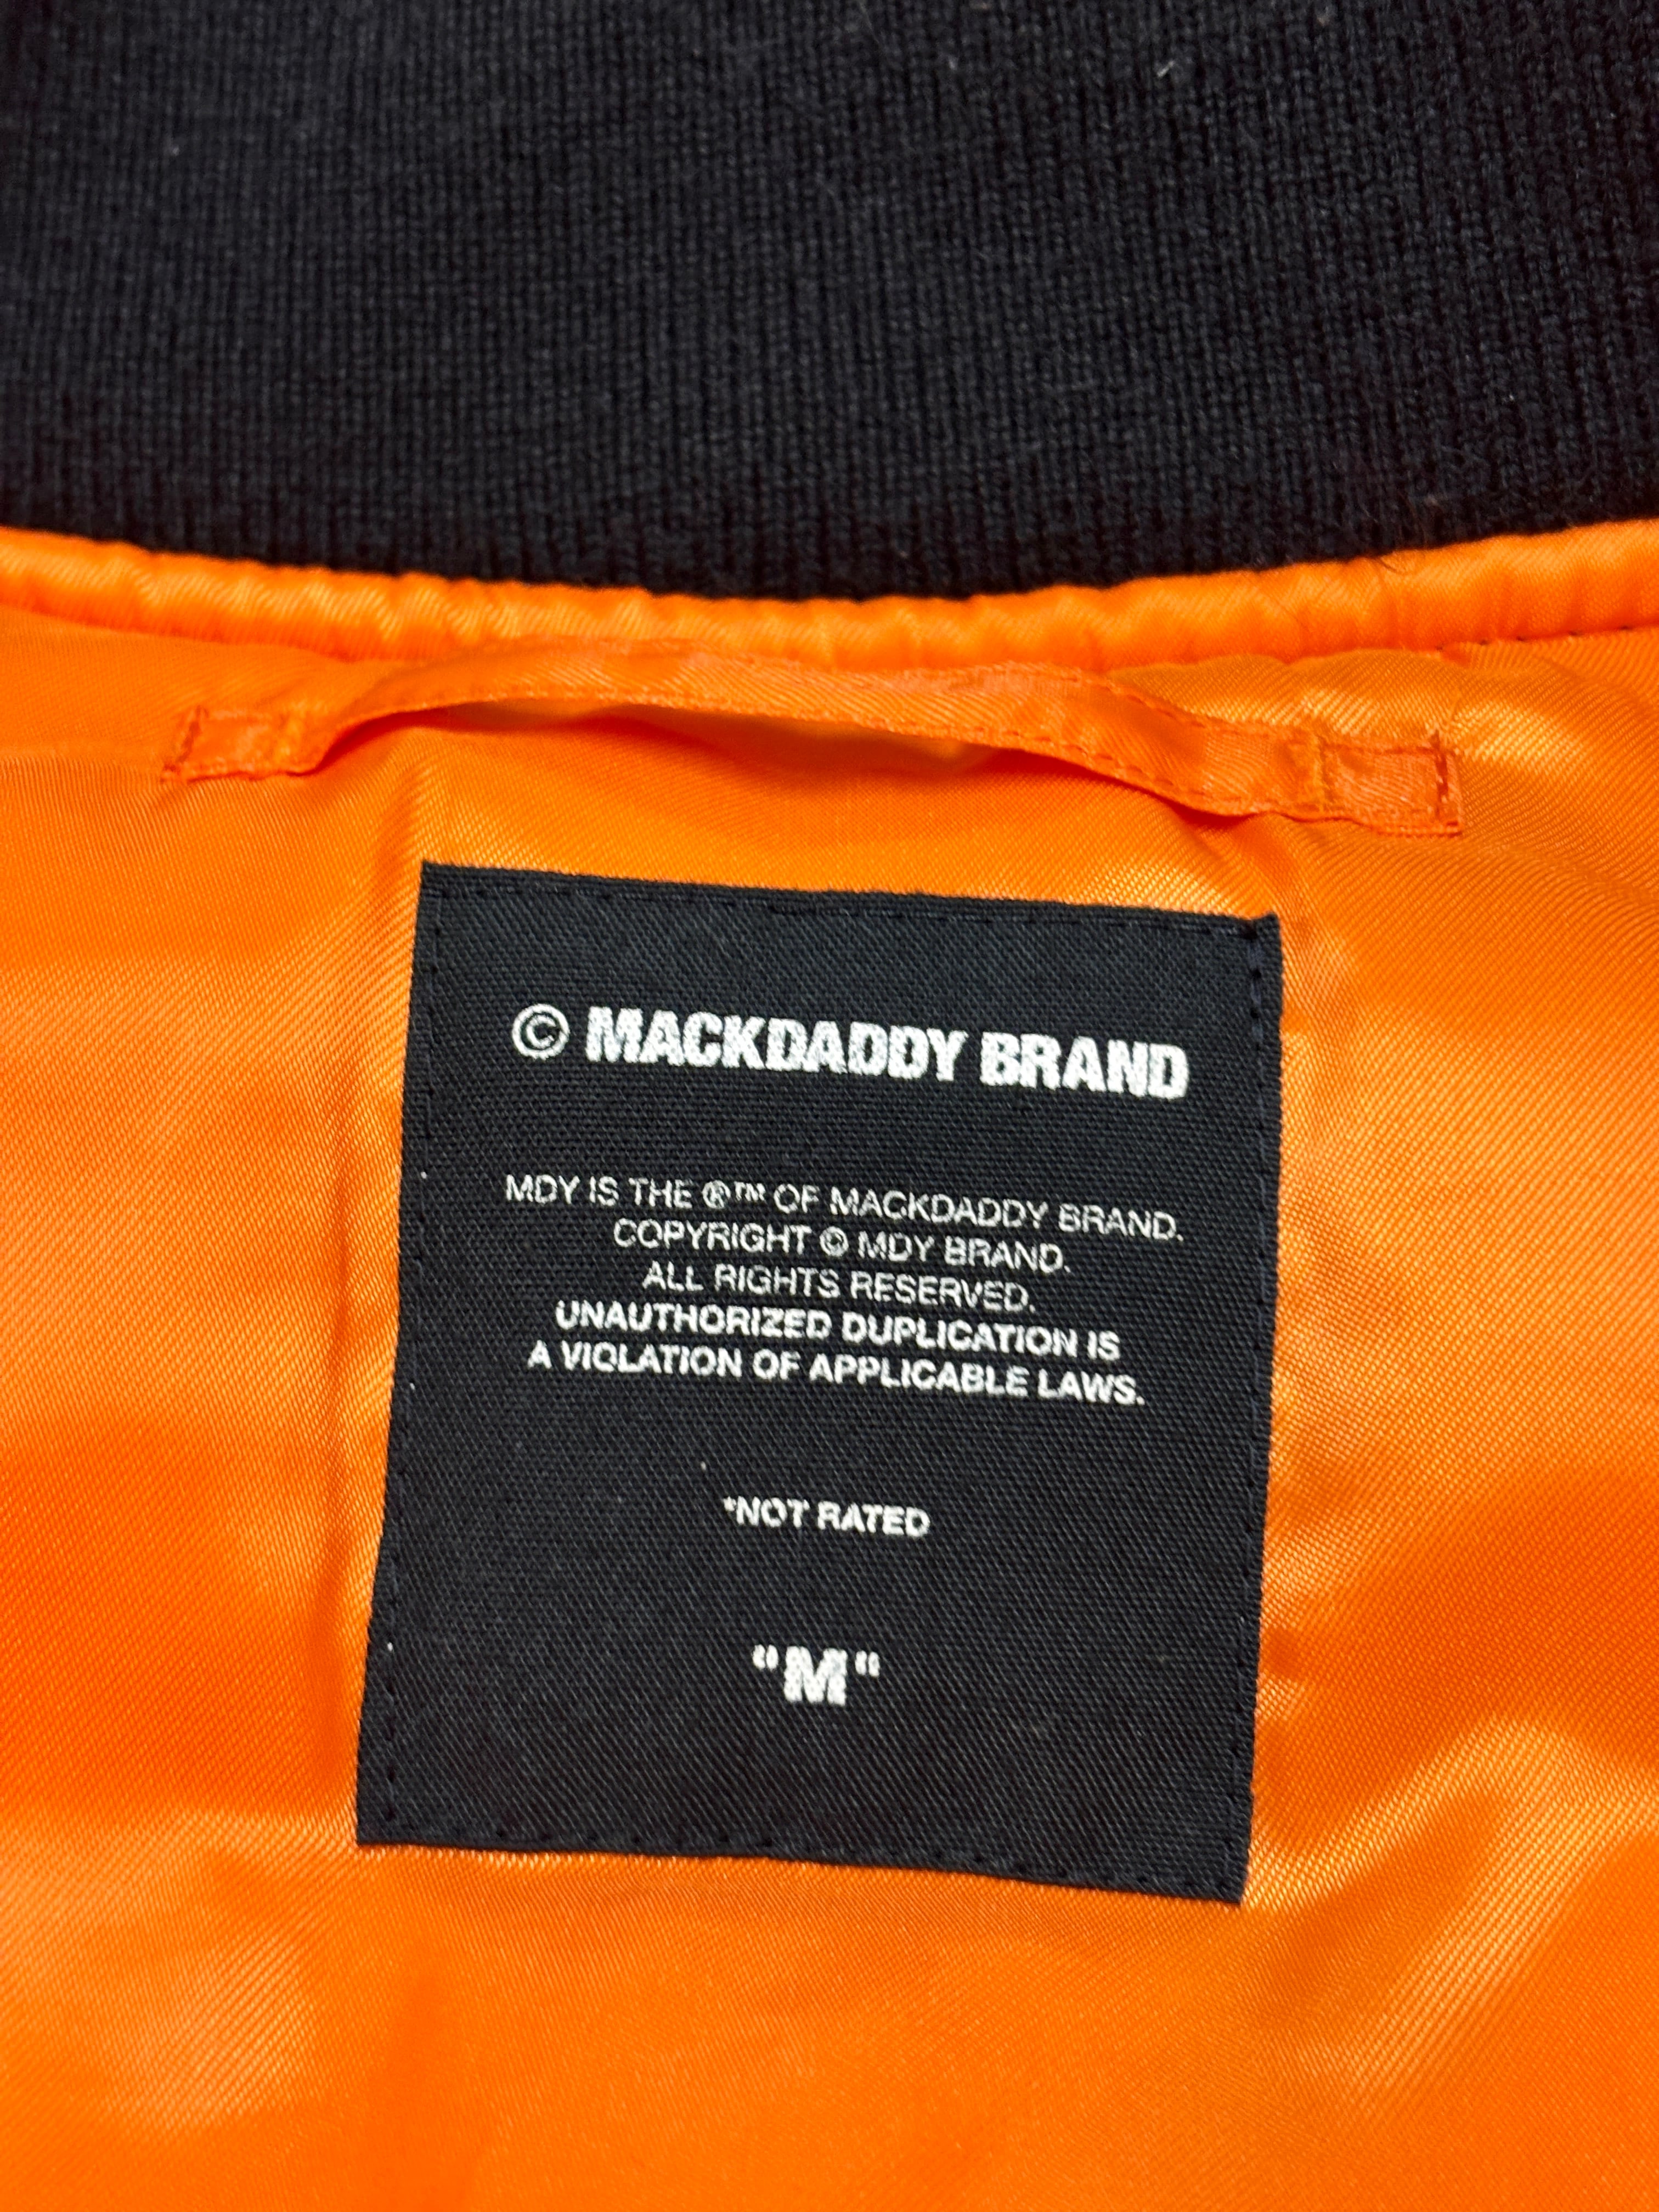 © MACKDADDY BRAND
MDY IS THE ®™ OF MACKDADDY BRAND.
COPYRIGHT © MDY BRAND.
ALL RIGHTS RESERVED.
UNAUTHORIZED DUPLICATION IS
A VIOLATION OF APPLICABLE LAWS.
*NOT RATED
“M“